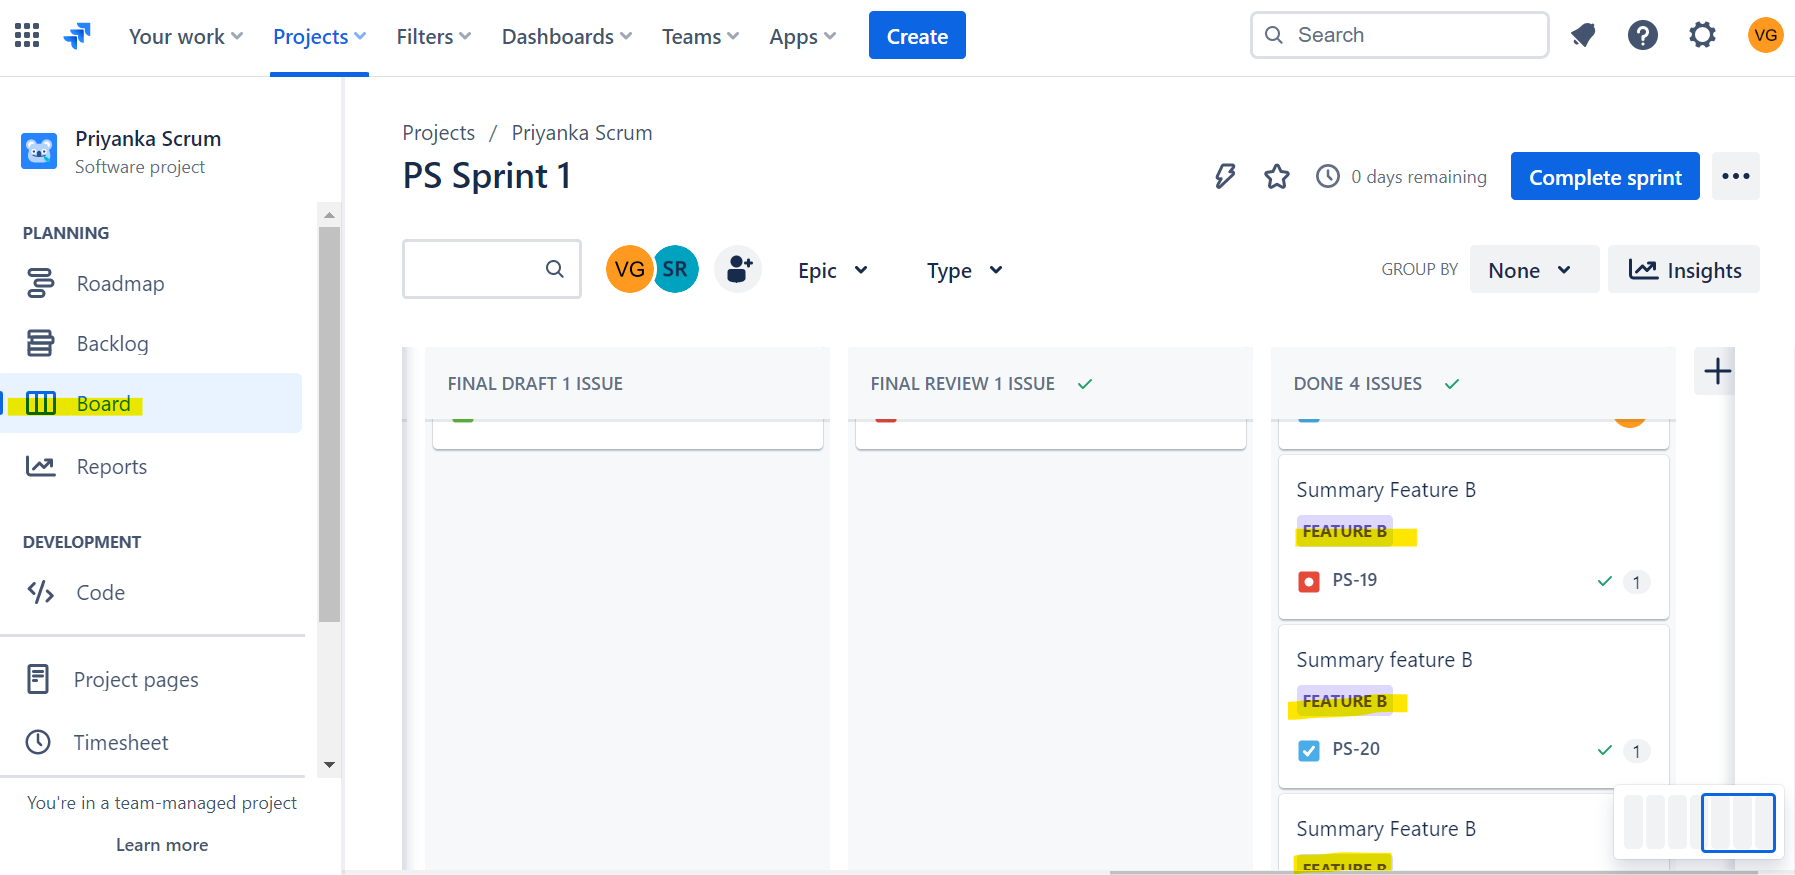 Your work Projects Filters Dashboards Teams Apps Create Search VG
Priyanka Scrum
Software project
PLANNING
Roadmap
Backlog
Board
Reports
DEVELOPMENT
Code
Project pages
Timesheet
You're in a team-managed project
Learn more
Projects / Priyanka Scrum
PS Sprint 1
0 days remaining Complete sprint
VG SR Epic Type GROUP BY None Insights
FINAL DRAFT 1 ISSUE
FINAL REVIEW 1 ISSUE
DONE 4 ISSUES
Summary Feature B
FEATURE B
PS-19 1
Summary feature B
FEATURE B
PS-20 1
Summary Feature B
FEATURE B